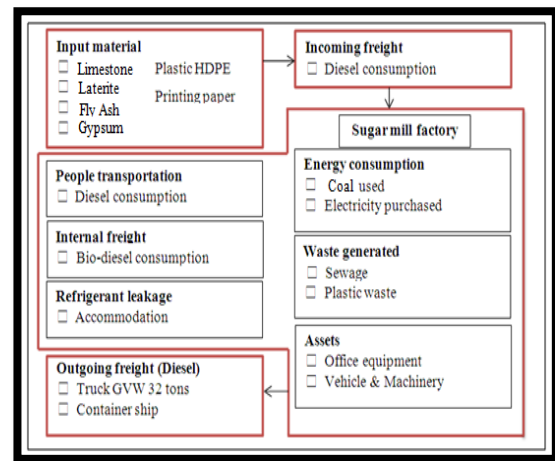 Input material
☐ Limestone Plastic HDPE
☐ Laterite
Printing paper
☐ Fly Ash
☐ Gypsum
Incoming freight
☐ Diesel consumption
Sugar mill factory
People transportation
☐ Diesel consumption
Internal freight
☐ Bio-diesel consumption
Refrigerant leakage
☐ Accommodation
Energy consumption
☐ Coal used
☐ Electricity purchased
Waste generated
☐ Sewage
☐ Plastic waste
Assets
☐ Office equipment
☐ Vehicle & Machinery
Outgoing freight (Diesel)
☐ Truck GVW 32 tons
☐ Container ship